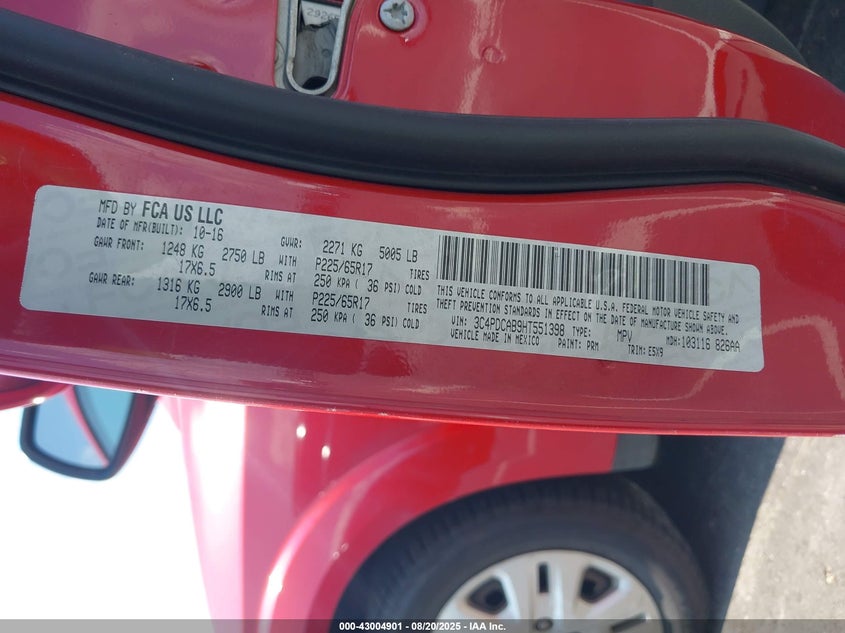 2926
MFD BY FCA US LLC
DATE OF MFR(BUILT): 10-16 GVWR: 2271 KG 5005 LB
GAWR FRONT: 1248 KG 2750 LB WITH P225/65R17 TIRES
17X6.5 RIMS AT 250 KPA ( 36 PSI) COLD
GAWR REAR: 1316 KG 2900 LB WITH P225/65R17 TIRES
17X6.5 RIMS AT 250 KPA ( 36 PSI) COLD
THIS VEHICLE CONFORMS TO ALL APPLICABLE U.S.A. FEDERAL MOTOR VEHICLE SAFETY AND
THEFT PREVENTION STANDARDS IN EFFECT ON THE DATE OF MANUFACTURE SHOWN ABOVE.
VIN: 3C4PDCAB9HT551398 TYPE: MPV MDH:103116 826AA
VEHICLE MADE IN MEXICO PAINT: PRM TRIM: E5X9
000-43004901 - 08/20/2025 - IAA Inc.